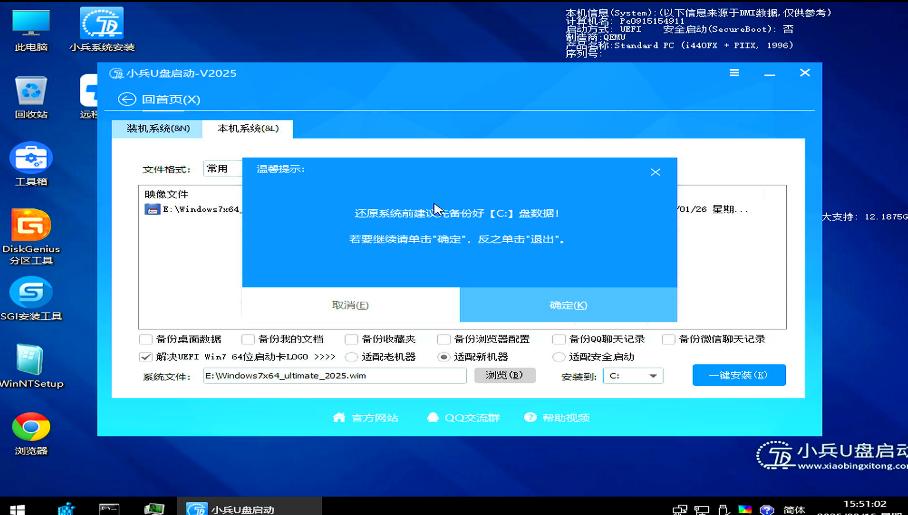 本机信息(System):(以下信息来源于DMI数据,仅供参考)
计算机名: Pe0915154911
启动方式: UEFI 安全启动(SecureBoot): 否
制造商:QEMU
产品名称:Standard PC (i440FX + PIIX, 1996)
序列号:
此电脑
小兵系统安装
小兵U盘启动-V2025
回收站
远程
回首页(X)
装机系统(&N)
本机系统(&L)
工具箱
文件格式:
常用
温馨提示:
映像文件
E:\Windows7x64_
/01/26 星期...
还原系统前建议先备份好【C:】盘数据!
大支持: 12.1875G
若要继续请单击"确定", 反之单击"退出"。
DiskGenius
分区工具
取消(E)
确定(K)
SGI安装工具
备份桌面数据
备份我的文档
备份收藏夹
备份浏览器配置
备份QQ聊天记录
备份微信聊天记录
解决UEFI Win7 64位启动卡LOGO >>>>
适配老机器
适配新机器
适配安全启动
系统文件:
E:\Windows7x64_ultimate_2025.wim
浏览(B)
安装到:
C:
一键安装(K)
WinNTSetup
官方网站
QQ交流群
帮助视频
浏览器
小兵U盘启动
www.xiaobingxitong.com
小兵U盘启动
简体
15:51:02